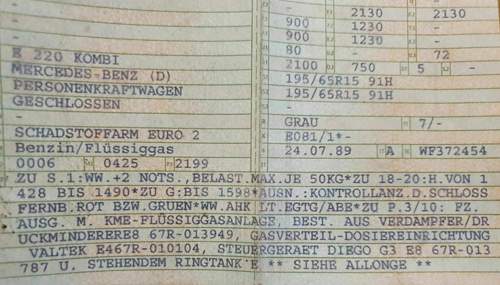 - 2130 2130
900 - 1230 -
900 - 1230 -
80 - - 72
E 220 KOMBI 2100 750 5 -
MERCEDES-BENZ (D) 195/65R15 91H
PERSONENKRAFTWAGEN 195/65R15 91H
GESCHLOSSEN -
- GRAU 7/-
SCHADSTOFFARM EURO 2 E081/1*-
Benzin/Flüssiggas 24.07.89 A WF372454
0006 0425 2199
ZU S.1:WW.+2 NOTS.,BELAST.MAX.JE 50KG*ZU 18-20:H.VON 1
428 BIS 1490*ZU G:BIS 1598*AUSN.:KONTROLLANZ.D.SCHLOSS
FERNB.ROT BZW.GRUEN*WW.AHK LT.EGTG/ABE*ZU P.3/10: FZ.
AUSG. M. KME-FLÜSSIGGASANLAGE, BEST. AUS VERDAMPFER/DR
UCKMINDERERE8 67R-013949, GASVERTEIL-DOSIEREINRICHTUNG
VALTEK E467R-010104, STEUERGERAET DIEGO G3 E8 67R-013
787 U. STEHENDEM RINGTANK*E ** SIEHE ALLONGE **